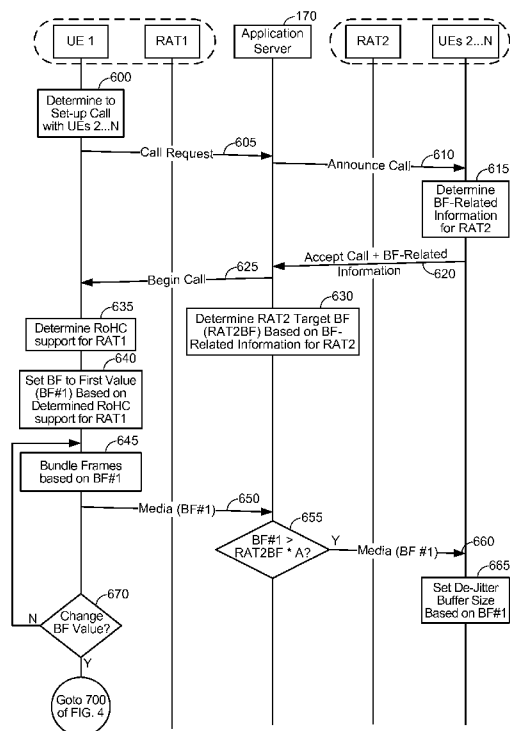 UE 1
RAT1
Application
Server
170
RAT2
UEs 2...N
600
Determine to
Set-up Call
with UEs 2...N
Call Request
605
Announce Call
610
615
Determine
BF-Related
Information
for RAT2
Accept Call + BF-Related
Information
620
Begin Call
625
630
Determine RAT2 Target BF
(RAT2BF) Based on BF-
Related Information for RAT2
635
Determine RoHC
support for RAT1
640
Set BF to First Value
(BF#1) Based on
Determined RoHC
support for RAT1
645
Bundle Frames
based on BF#1
Media (BF#1)
650
655
BF#1 >
RAT2BF * A?
Y
Media (BF #1)
660
665
Set De-Jitter
Buffer Size
Based on BF#1
670
Change
BF Value?
N
Y
Goto 700
of FIG. 4